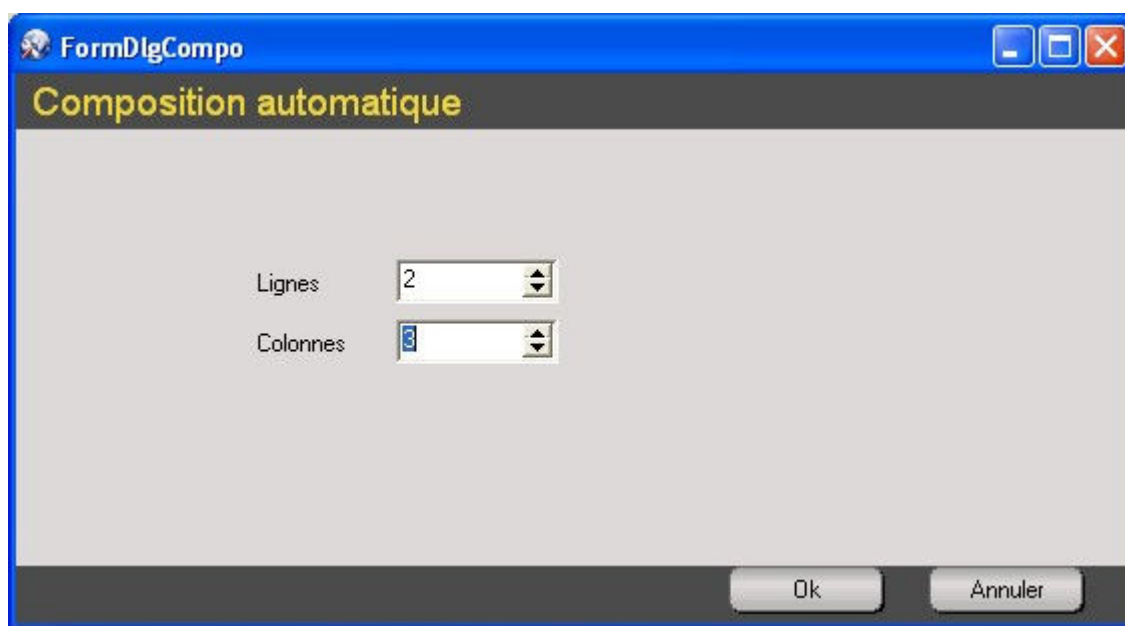 FormDlgCompo
Composition automatique
Lignes 2
Colonnes 3
Ok Annuler